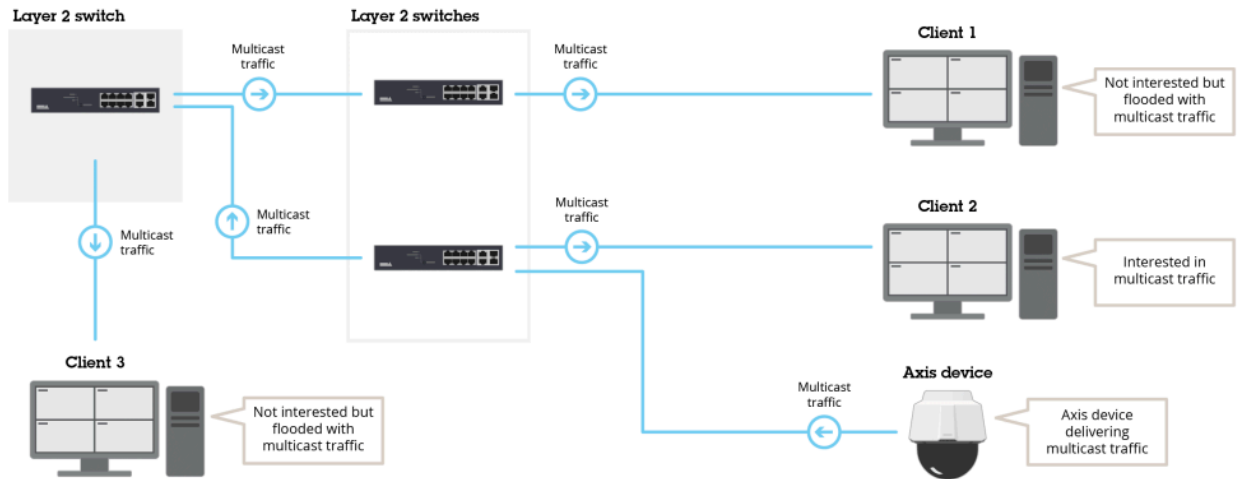 Layer 2 switch
Layer 2 switches
Multicast
traffic
Multicast
traffic
Client 1
Not interested but
flooded with
multicast traffic
Multicast
traffic
Multicast
traffic
Multicast
traffic
Client 2
Interested in
multicast traffic
Client 3
Not interested but
flooded with
multicast traffic
Multicast
traffic
Axis device
Axis device
delivering
multicast traffic